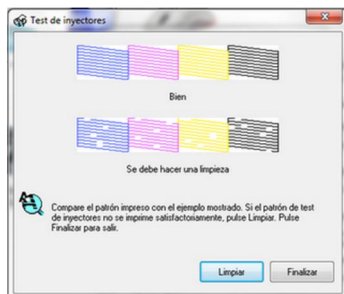 Test de inyectores
Bien
Se debe hacer una limpieza
Compare el patrón impreso con el ejemplo mostrado. Si el patrón de test
de inyectores no se imprime satisfactoriamente, pulse Limpiar. Pulse
Finalizar para salir.
Limpiar
Finalizar